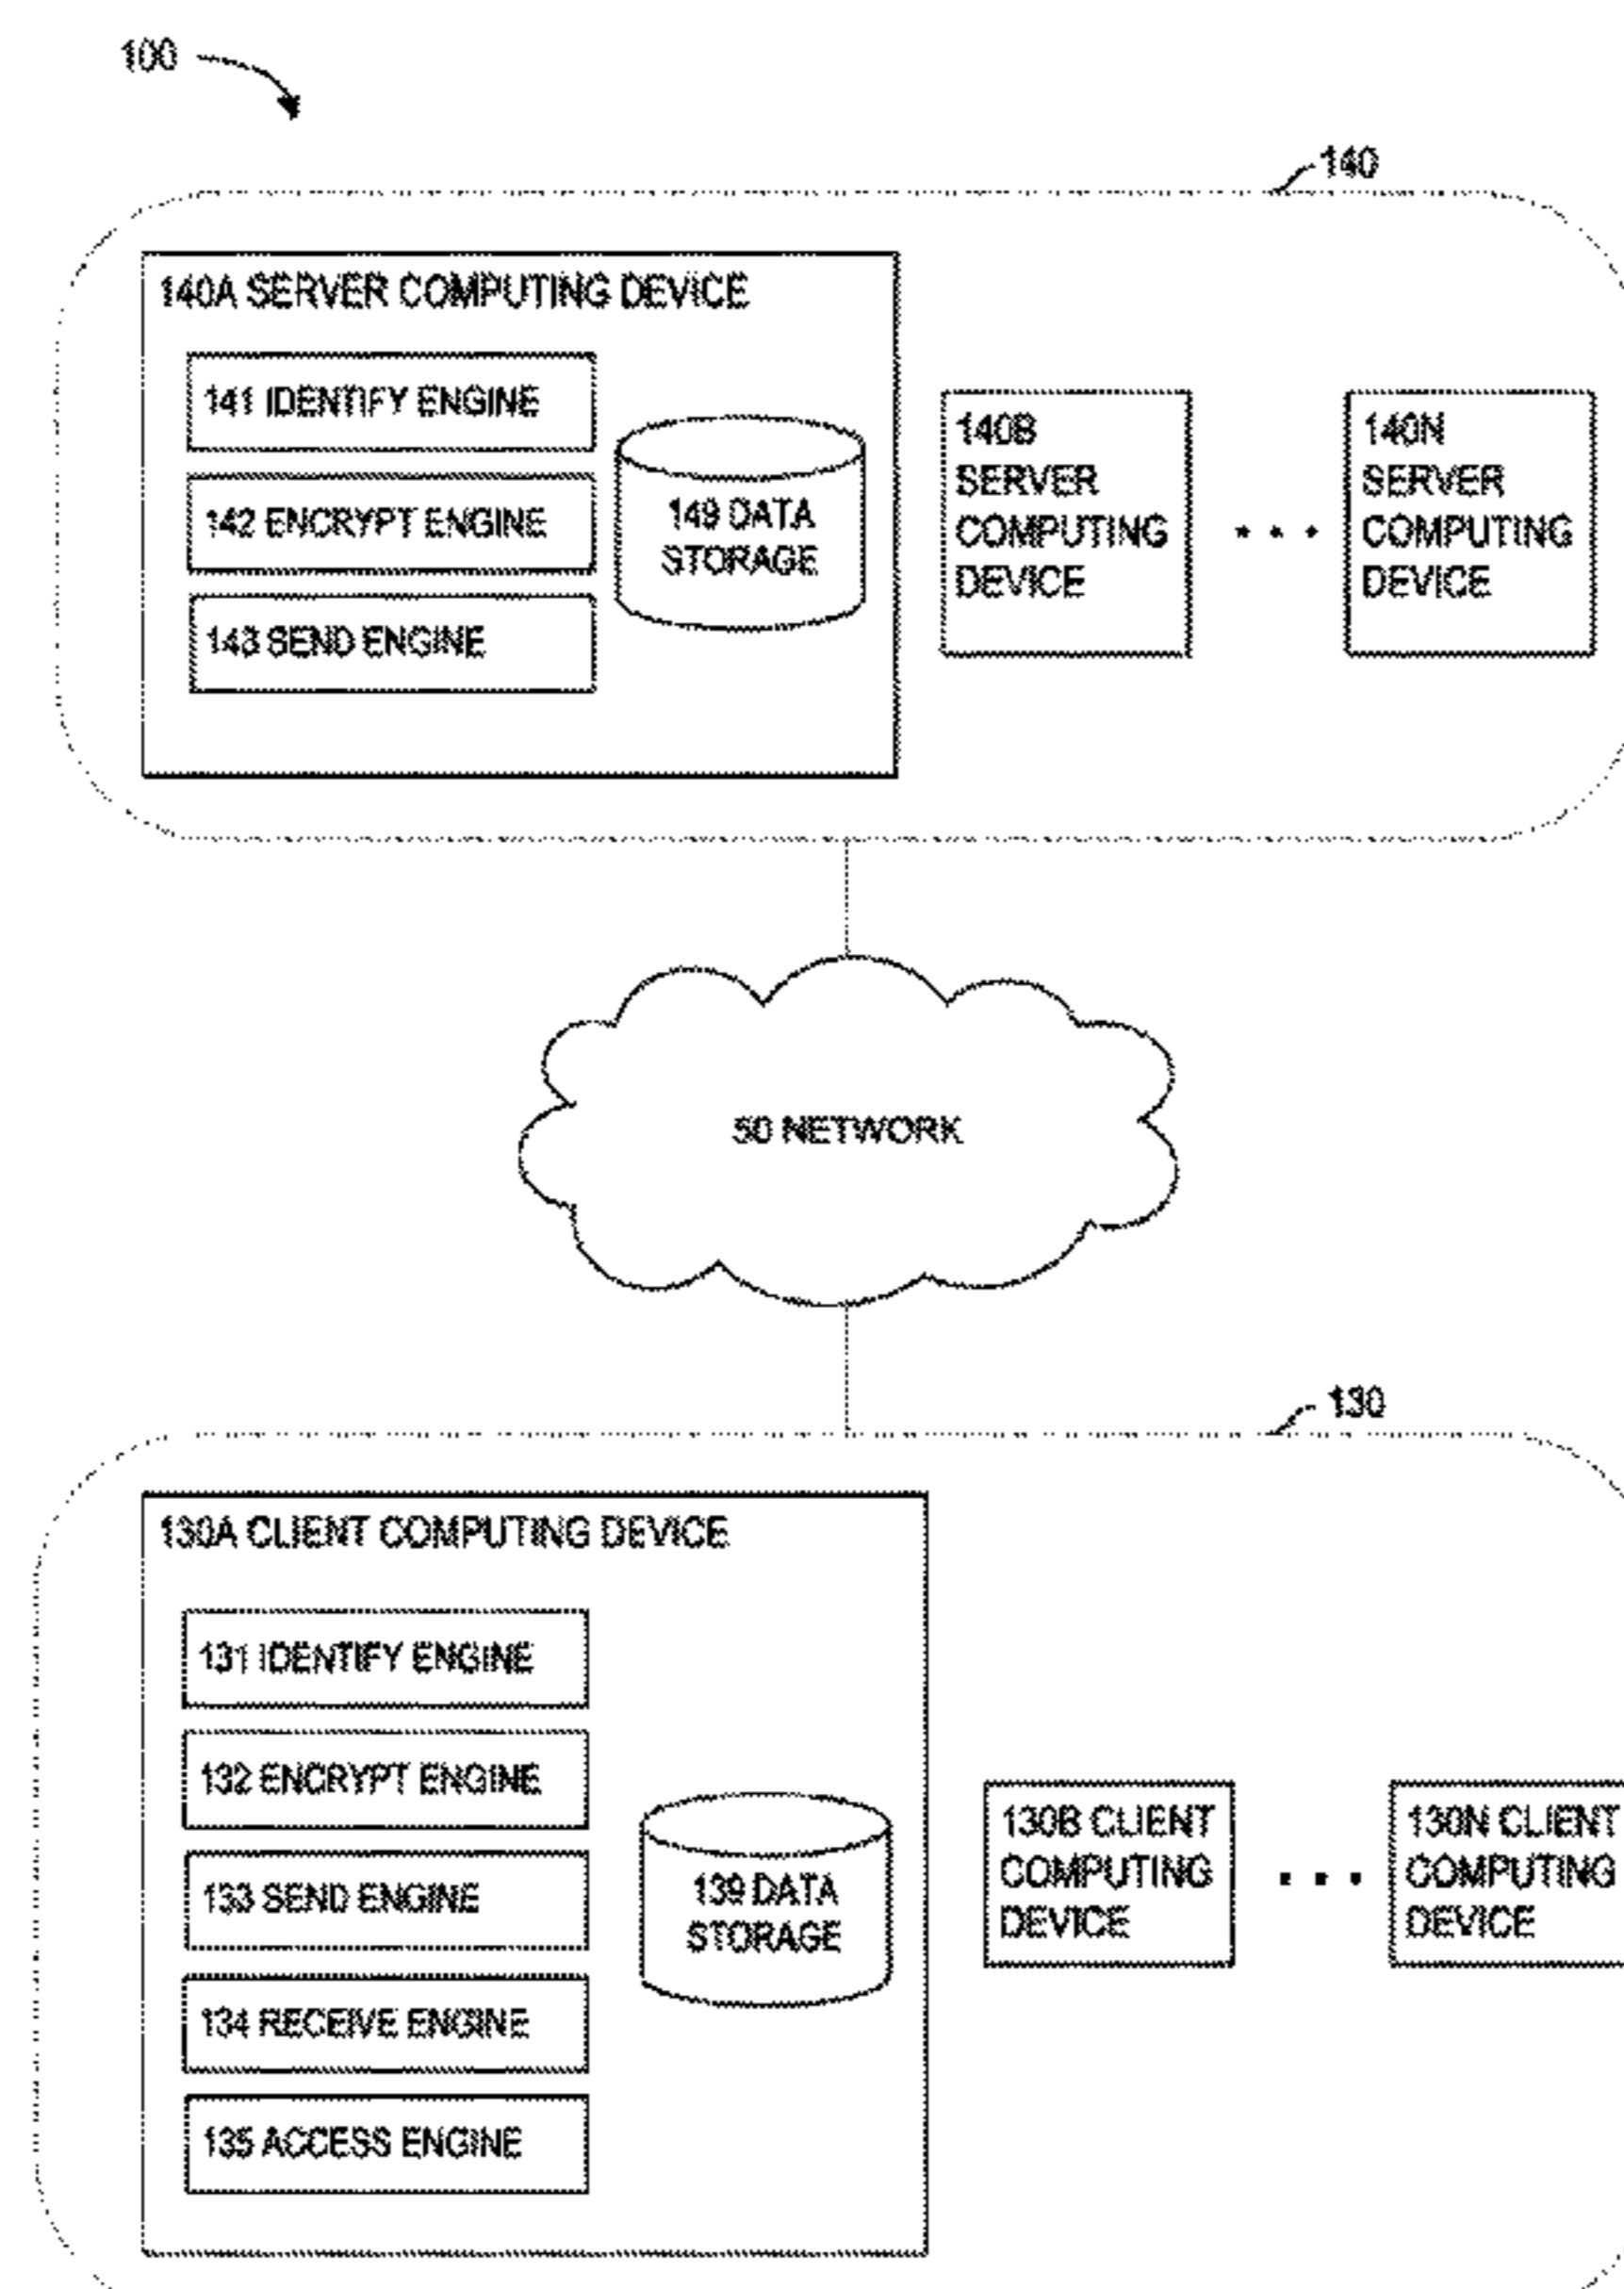 100
140
140A SERVER COMPUTING DEVICE
141 IDENTIFY ENGINE
142 ENCRYPT ENGINE
143 SEND ENGINE
149 DATA
STORAGE
140B
SERVER
COMPUTING
DEVICE
...
140N
SERVER
COMPUTING
DEVICE
50 NETWORK
130
130A CLIENT COMPUTING DEVICE
131 IDENTIFY ENGINE
132 ENCRYPT ENGINE
133 SEND ENGINE
134 RECEIVE ENGINE
135 ACCESS ENGINE
139 DATA
STORAGE
130B CLIENT
COMPUTING
DEVICE
...
130N CLIENT
COMPUTING
DEVICE